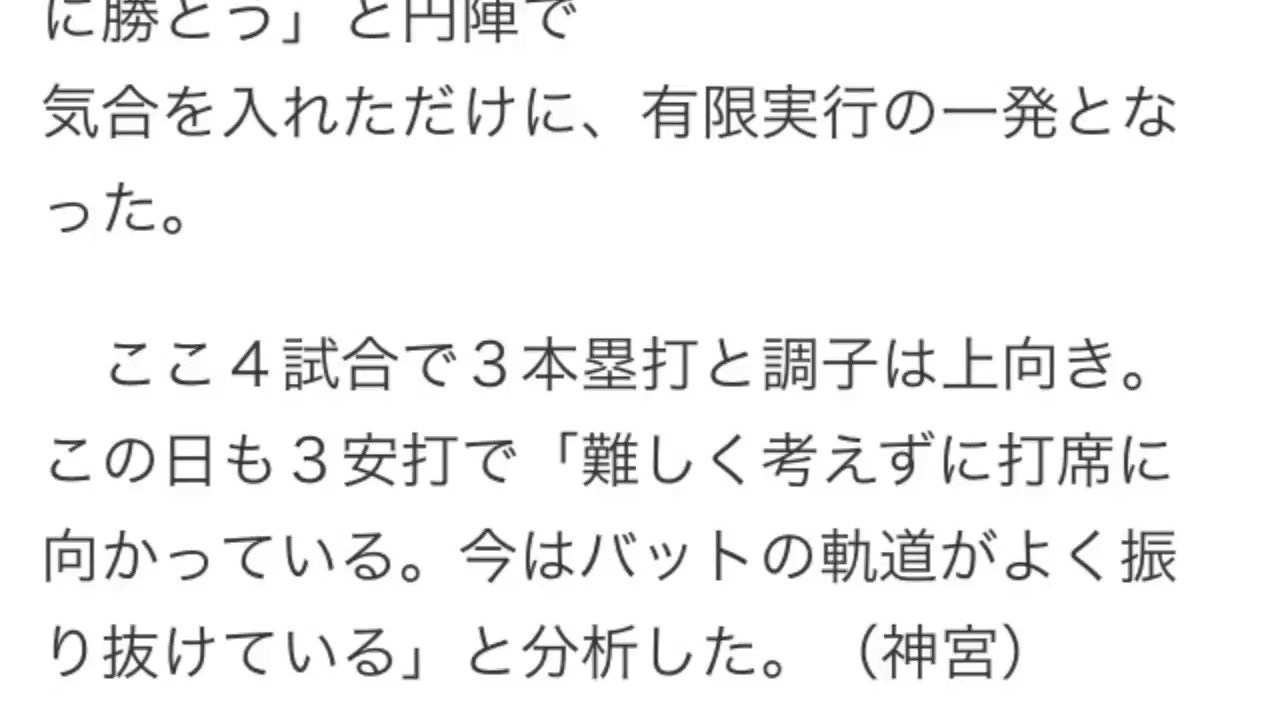 に勝とう」と円陣で
気合を入れただけに、有限実行の一発とな
った。
　ここ４試合で３本塁打と調子は上向き。
この日も３安打で「難しく考えずに打席に
向かっている。今はバットの軌道がよく振
り抜けている」と分析した。（神宮）